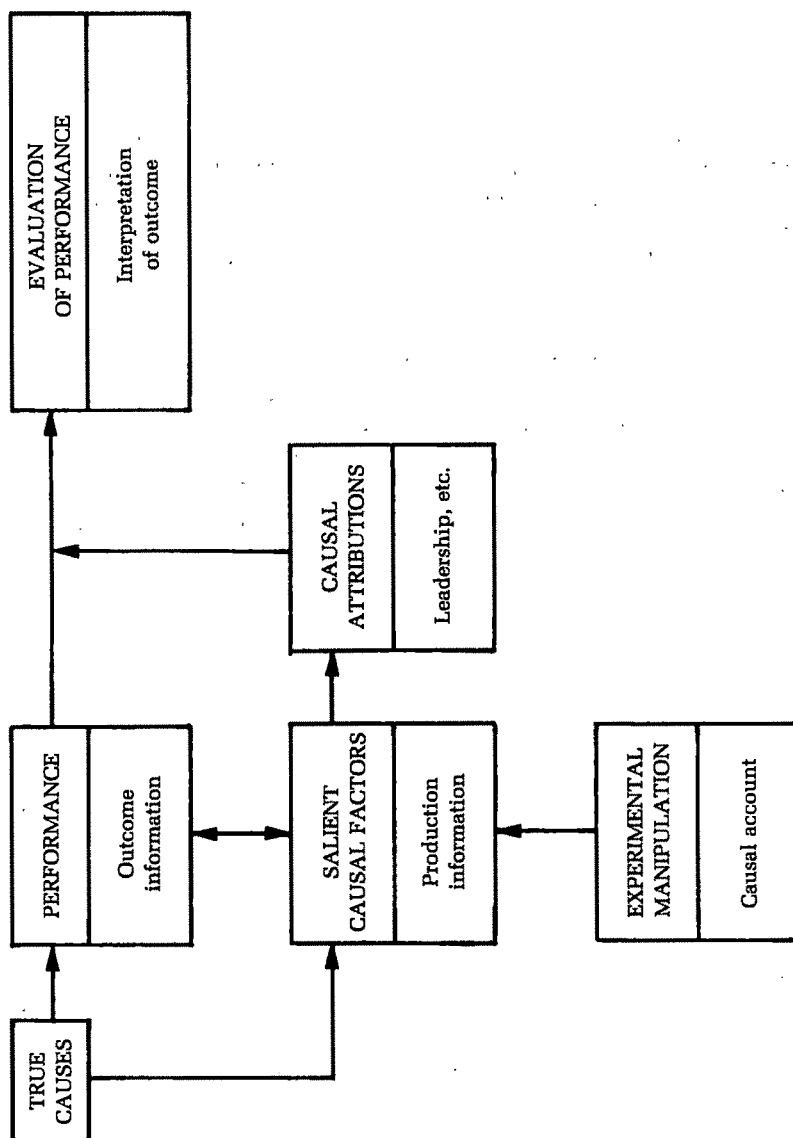 TRUE
CAUSES
PERFORMANCE
Outcome
information
EVALUATION
OF PERFORMANCE
Interpretation
of outcome
SALIENT
CAUSAL FACTORS
Production
information
CAUSAL
ATTRIBUTIONS
Leadership, etc.
EXPERIMENTAL
MANIPULATION
Causal account